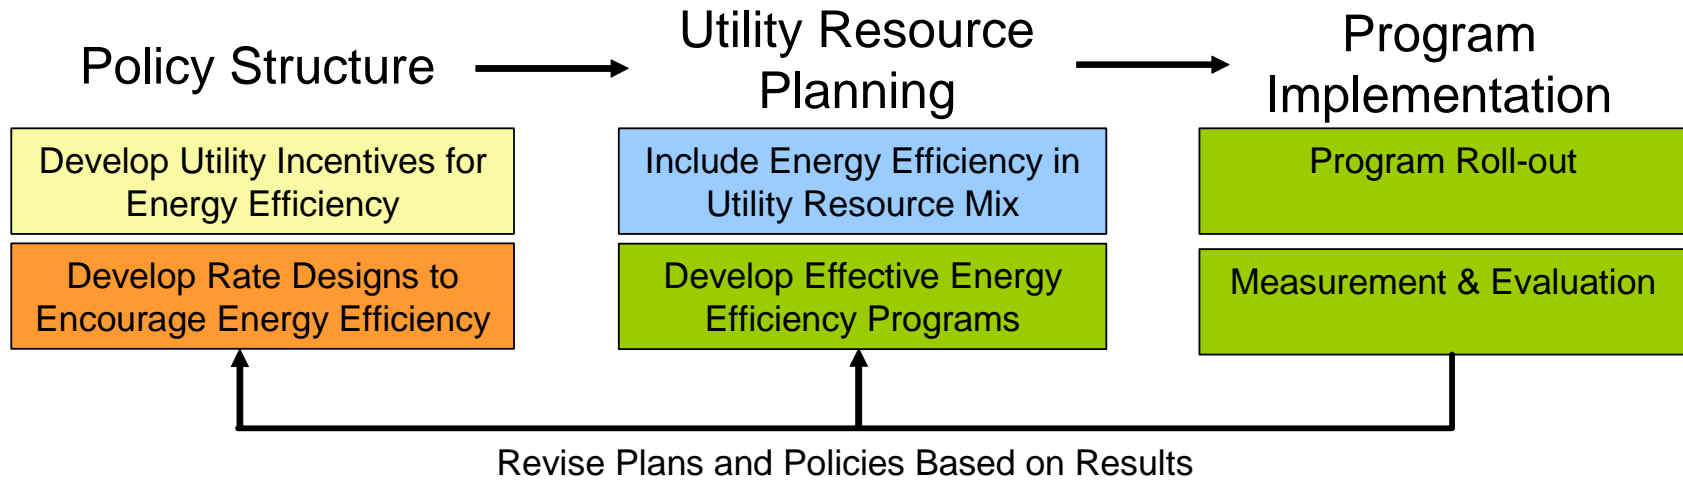 Policy Structure
Utility Resource
Planning
Program
Implementation
Develop Utility Incentives for
Energy Efficiency
Include Energy Efficiency in
Utility Resource Mix
Program Roll-out
Develop Rate Designs to
Encourage Energy Efficiency
Develop Effective Energy
Efficiency Programs
Measurement & Evaluation
Revise Plans and Policies Based on Results